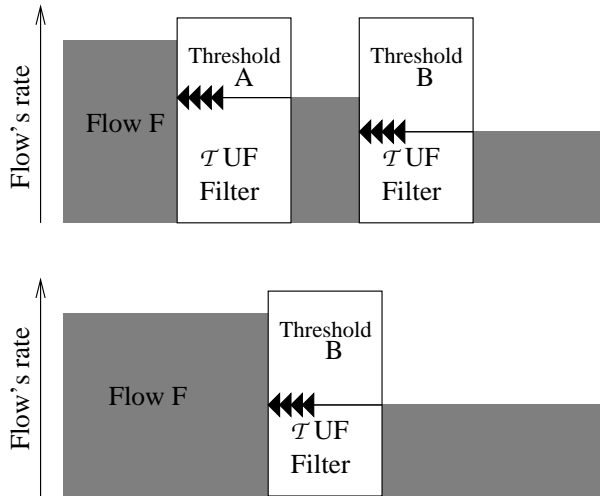 Flow's rate
Flow F
Threshold
A
𝒯 UF
Filter
Threshold
B
𝒯 UF
Filter
Flow's rate
Flow F
Threshold
B
𝒯 UF
Filter